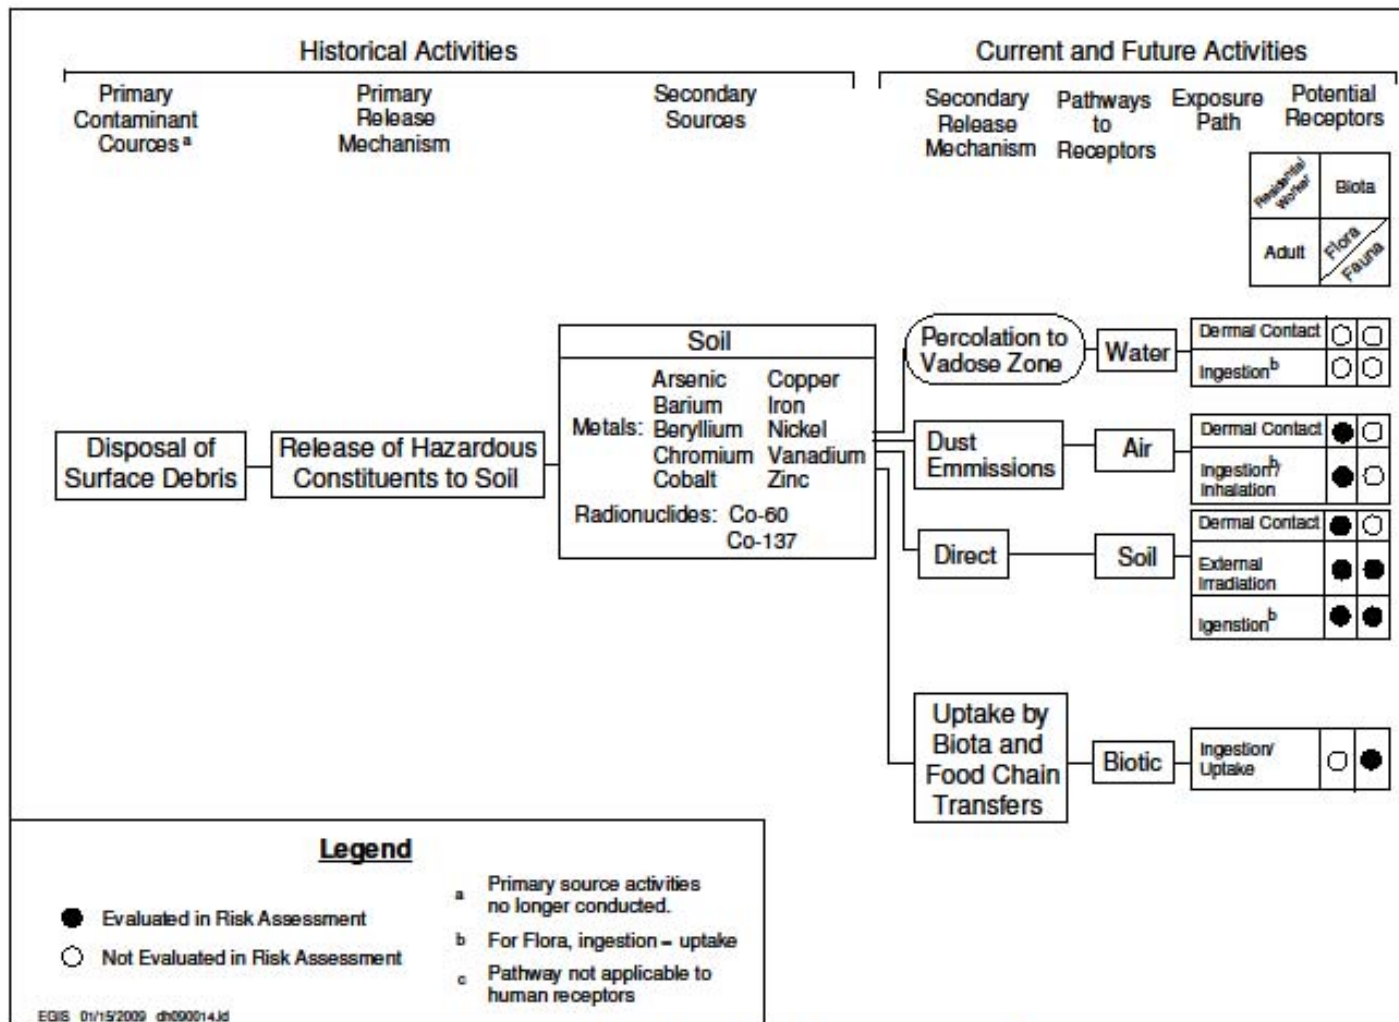 Historical Activities
Current and Future Activities
Primary
Contaminant
Cources a
Primary
Release
Mechanism
Secondary
Sources
Secondary
Release
Mechanism
Pathways
to
Receptors
Exposure
Path
Potential
Receptors
Residential
Worker
Biota
Adult
Flora
Fauna
Disposal of
Surface Debris
Release of Hazardous
Constituents to Soil
Soil
Metals:
Arsenic
Barium
Beryllium
Chromium
Cobalt
Copper
Iron
Nickel
Vanadium
Zinc
Radionuclides: Co-60
Co-137
Percolation to
Vadose Zone
Water
Dermal Contact
Ingestion b
Dust
Emmissions
Air
Dermal Contact
Ingestion b/
Inhalation
Direct
Soil
Dermal Contact
External
Irradiation
Igenstion b
Uptake by
Biota and
Food Chain
Transfers
Biotic
Ingestion/
Uptake
Legend
Evaluated in Risk Assessment
Not Evaluated in Risk Assessment
a Primary source activities
no longer conducted.
b For Flora, ingestion – uptake
c Pathway not applicable to
human receptors
EGIS 01/15/2009 dh090014.id